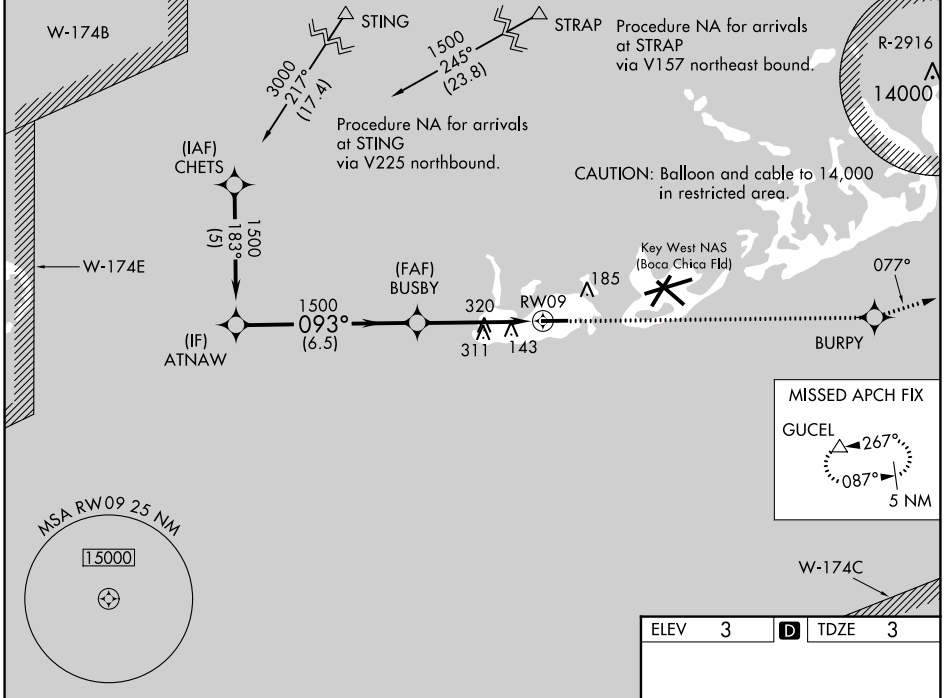 W-174B
STING
3000
217°
(17.4)
STRAP
1500
245°
(23.8)
Procedure NA for arrivals
at STRAP
via V157 northeast bound.
R-2916
14000
Procedure NA for arrivals
at STING
via V225 northbound.
(IAF)
CHETS
CAUTION: Balloon and cable to 14,000
in restricted area.
1500
183°
(5)
W-174E
Key West NAS
(Boca Chica Fld)
(FAF)
BUSBY
185
077°
1500
093°
(6.5)
320
RW09
(IF)
ATNAW
311
143
BURPY
MISSED APCH FIX
GUCEL
267°
087°
5 NM
MSA RW09 25 NM
15000
W-174C
ELEV 3 D TDZE 3